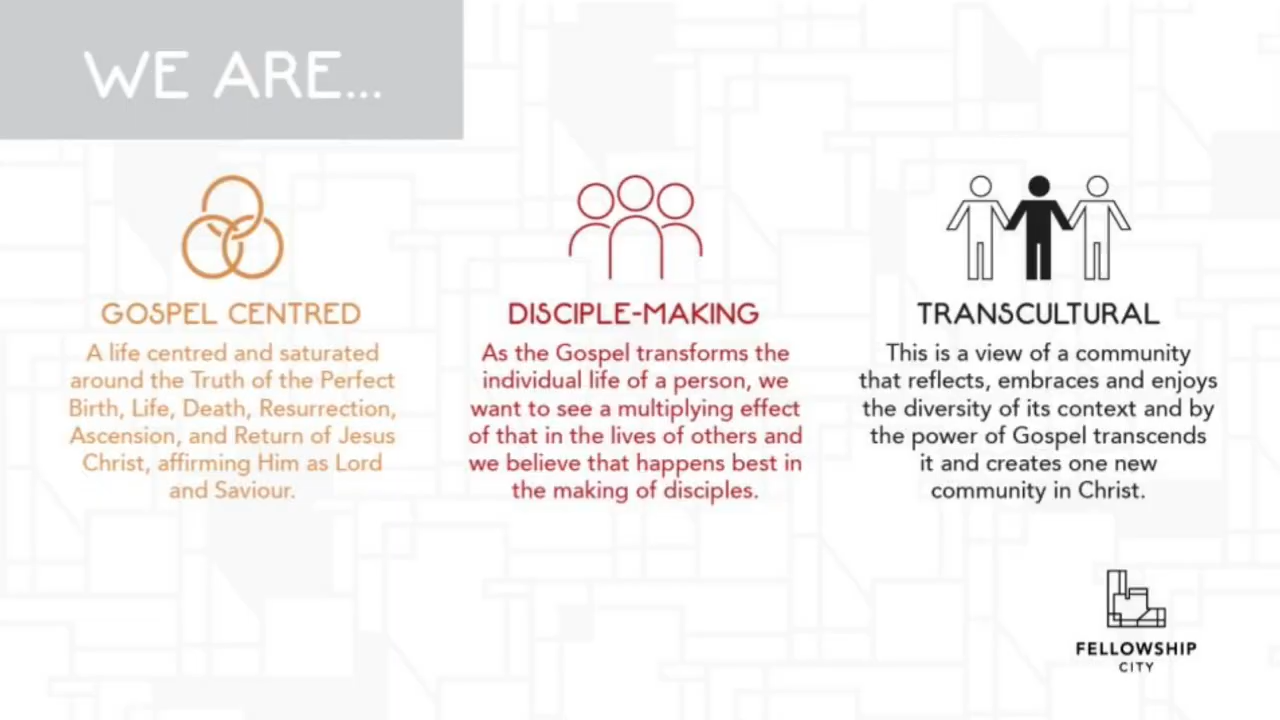 WE ARE...
GOSPEL CENTRED
A life centred and saturated
around the Truth of the Perfect
Birth, Life, Death, Resurrection,
Ascension, and Return of Jesus
Christ, affirming Him as Lord
and Saviour.
DISCIPLE-MAKING
As the Gospel transforms the
individual life of a person, we
want to see a multiplying effect
of that in the lives of others and
we believe that happens best in
the making of disciples.
TRANSCULTURAL
This is a view of a community
that reflects, embraces and enjoys
the diversity of its context and by
the power of Gospel transcends
it and creates one new
community in Christ.
FELLOWSHIP
CITY